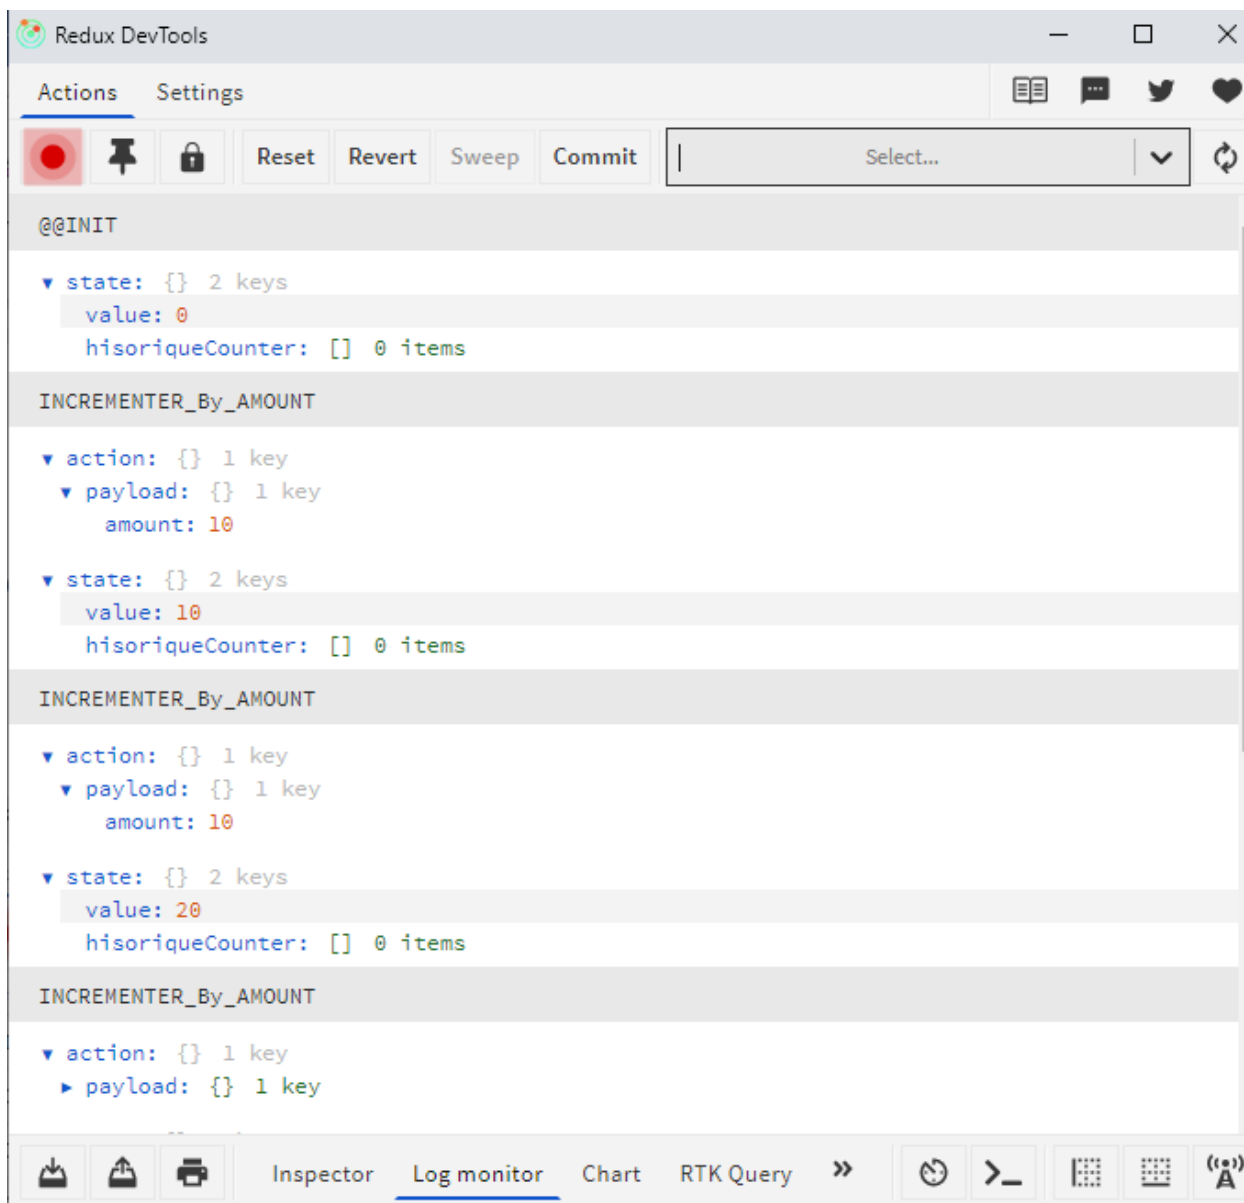 Redux DevTools
Actions Settings
Reset Revert Sweep Commit Select...
@@INIT
state: {} 2 keys
value: 0
hisoriqueCounter: [] 0 items
INCREMENTER_By_AMOUNT
action: {} 1 key
payload: {} 1 key
amount: 10
state: {} 2 keys
value: 10
hisoriqueCounter: [] 0 items
INCREMENTER_By_AMOUNT
action: {} 1 key
payload: {} 1 key
amount: 10
state: {} 2 keys
value: 20
hisoriqueCounter: [] 0 items
INCREMENTER_By_AMOUNT
action: {} 1 key
payload: {} 1 key
Inspector Log monitor Chart RTK Query